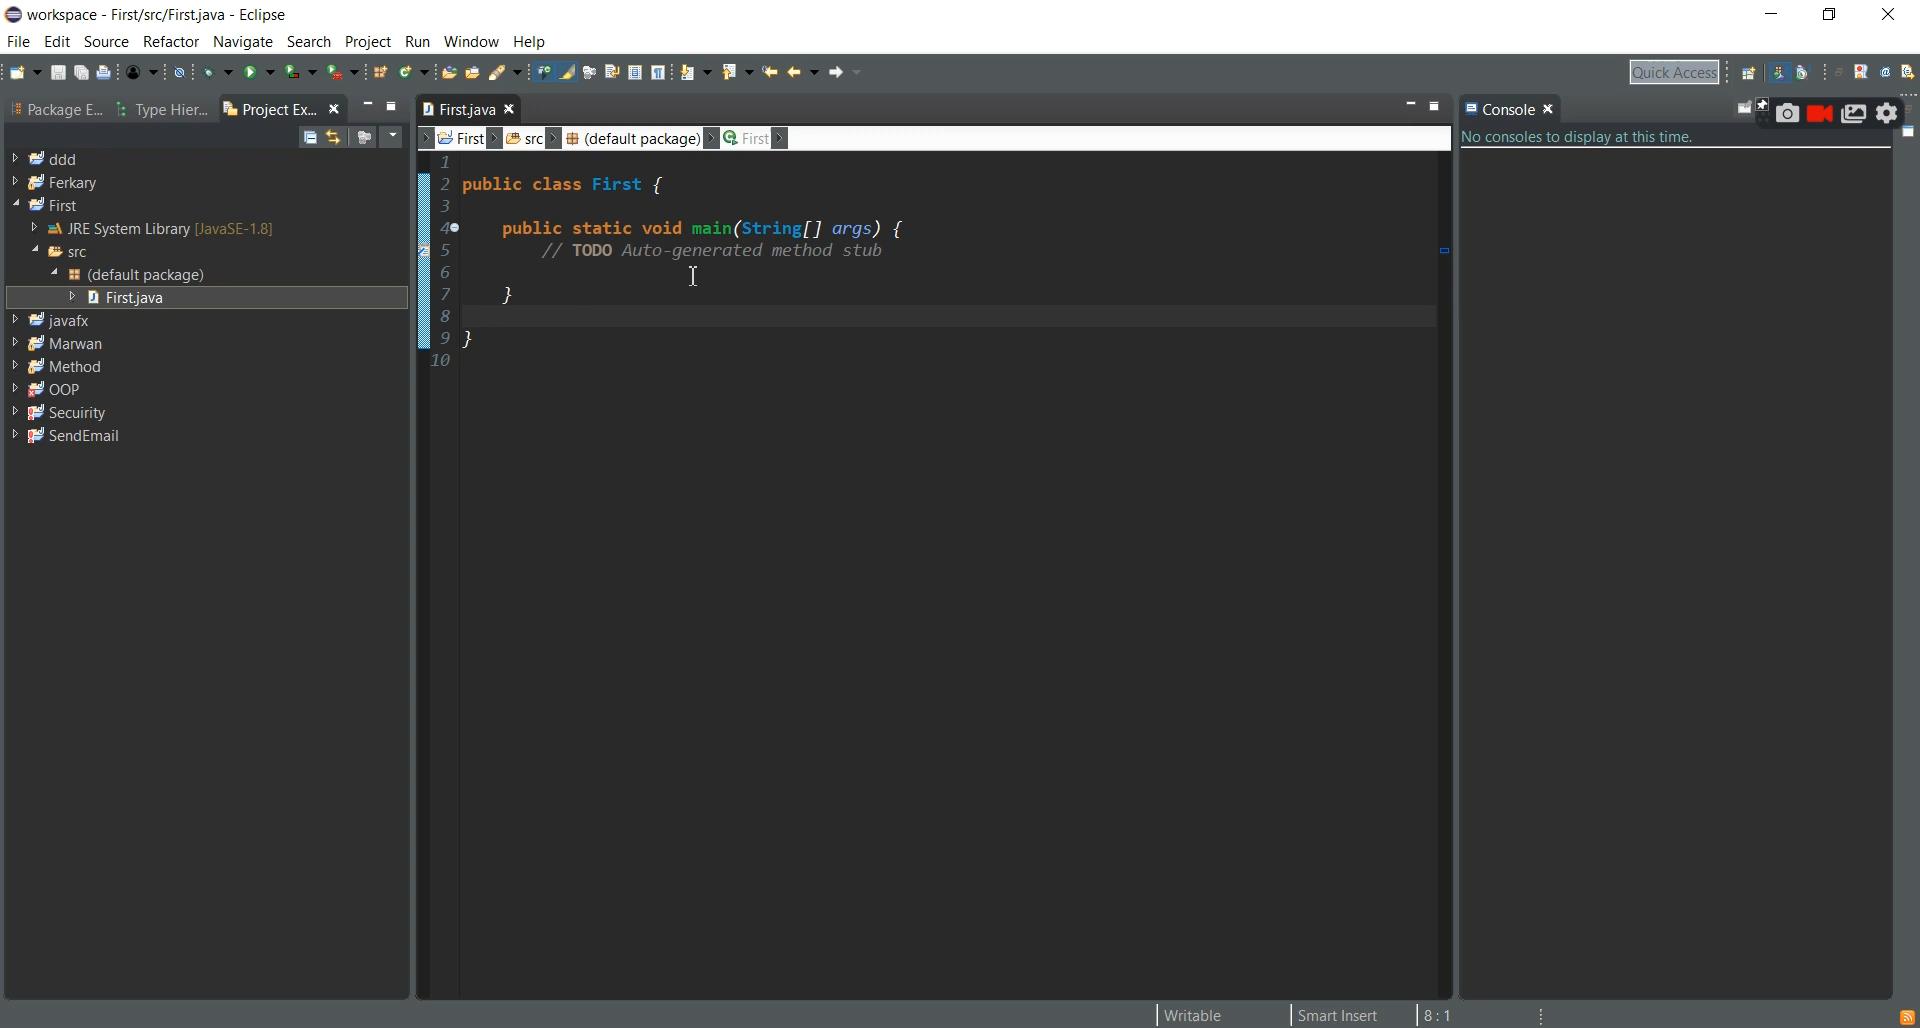 workspace - First/src/First.java - Eclipse
File Edit Source Refactor Navigate Search Project Run Window Help
Quick Access
Package E... Type Hier... Project Ex...
First.java
Console
First src (default package) First
No consoles to display at this time.
ddd
Ferkary
First
JRE System Library [JavaSE-1.8]
src
(default package)
First.java
javafx
Marwan
Method
OOP
Secuirity
SendEmail
1
2 public class First {
3
4 public static void main(String[] args) {
5 // TODO Auto-generated method stub
6
7 }
8
9 }
10
Writable Smart Insert 8 : 1